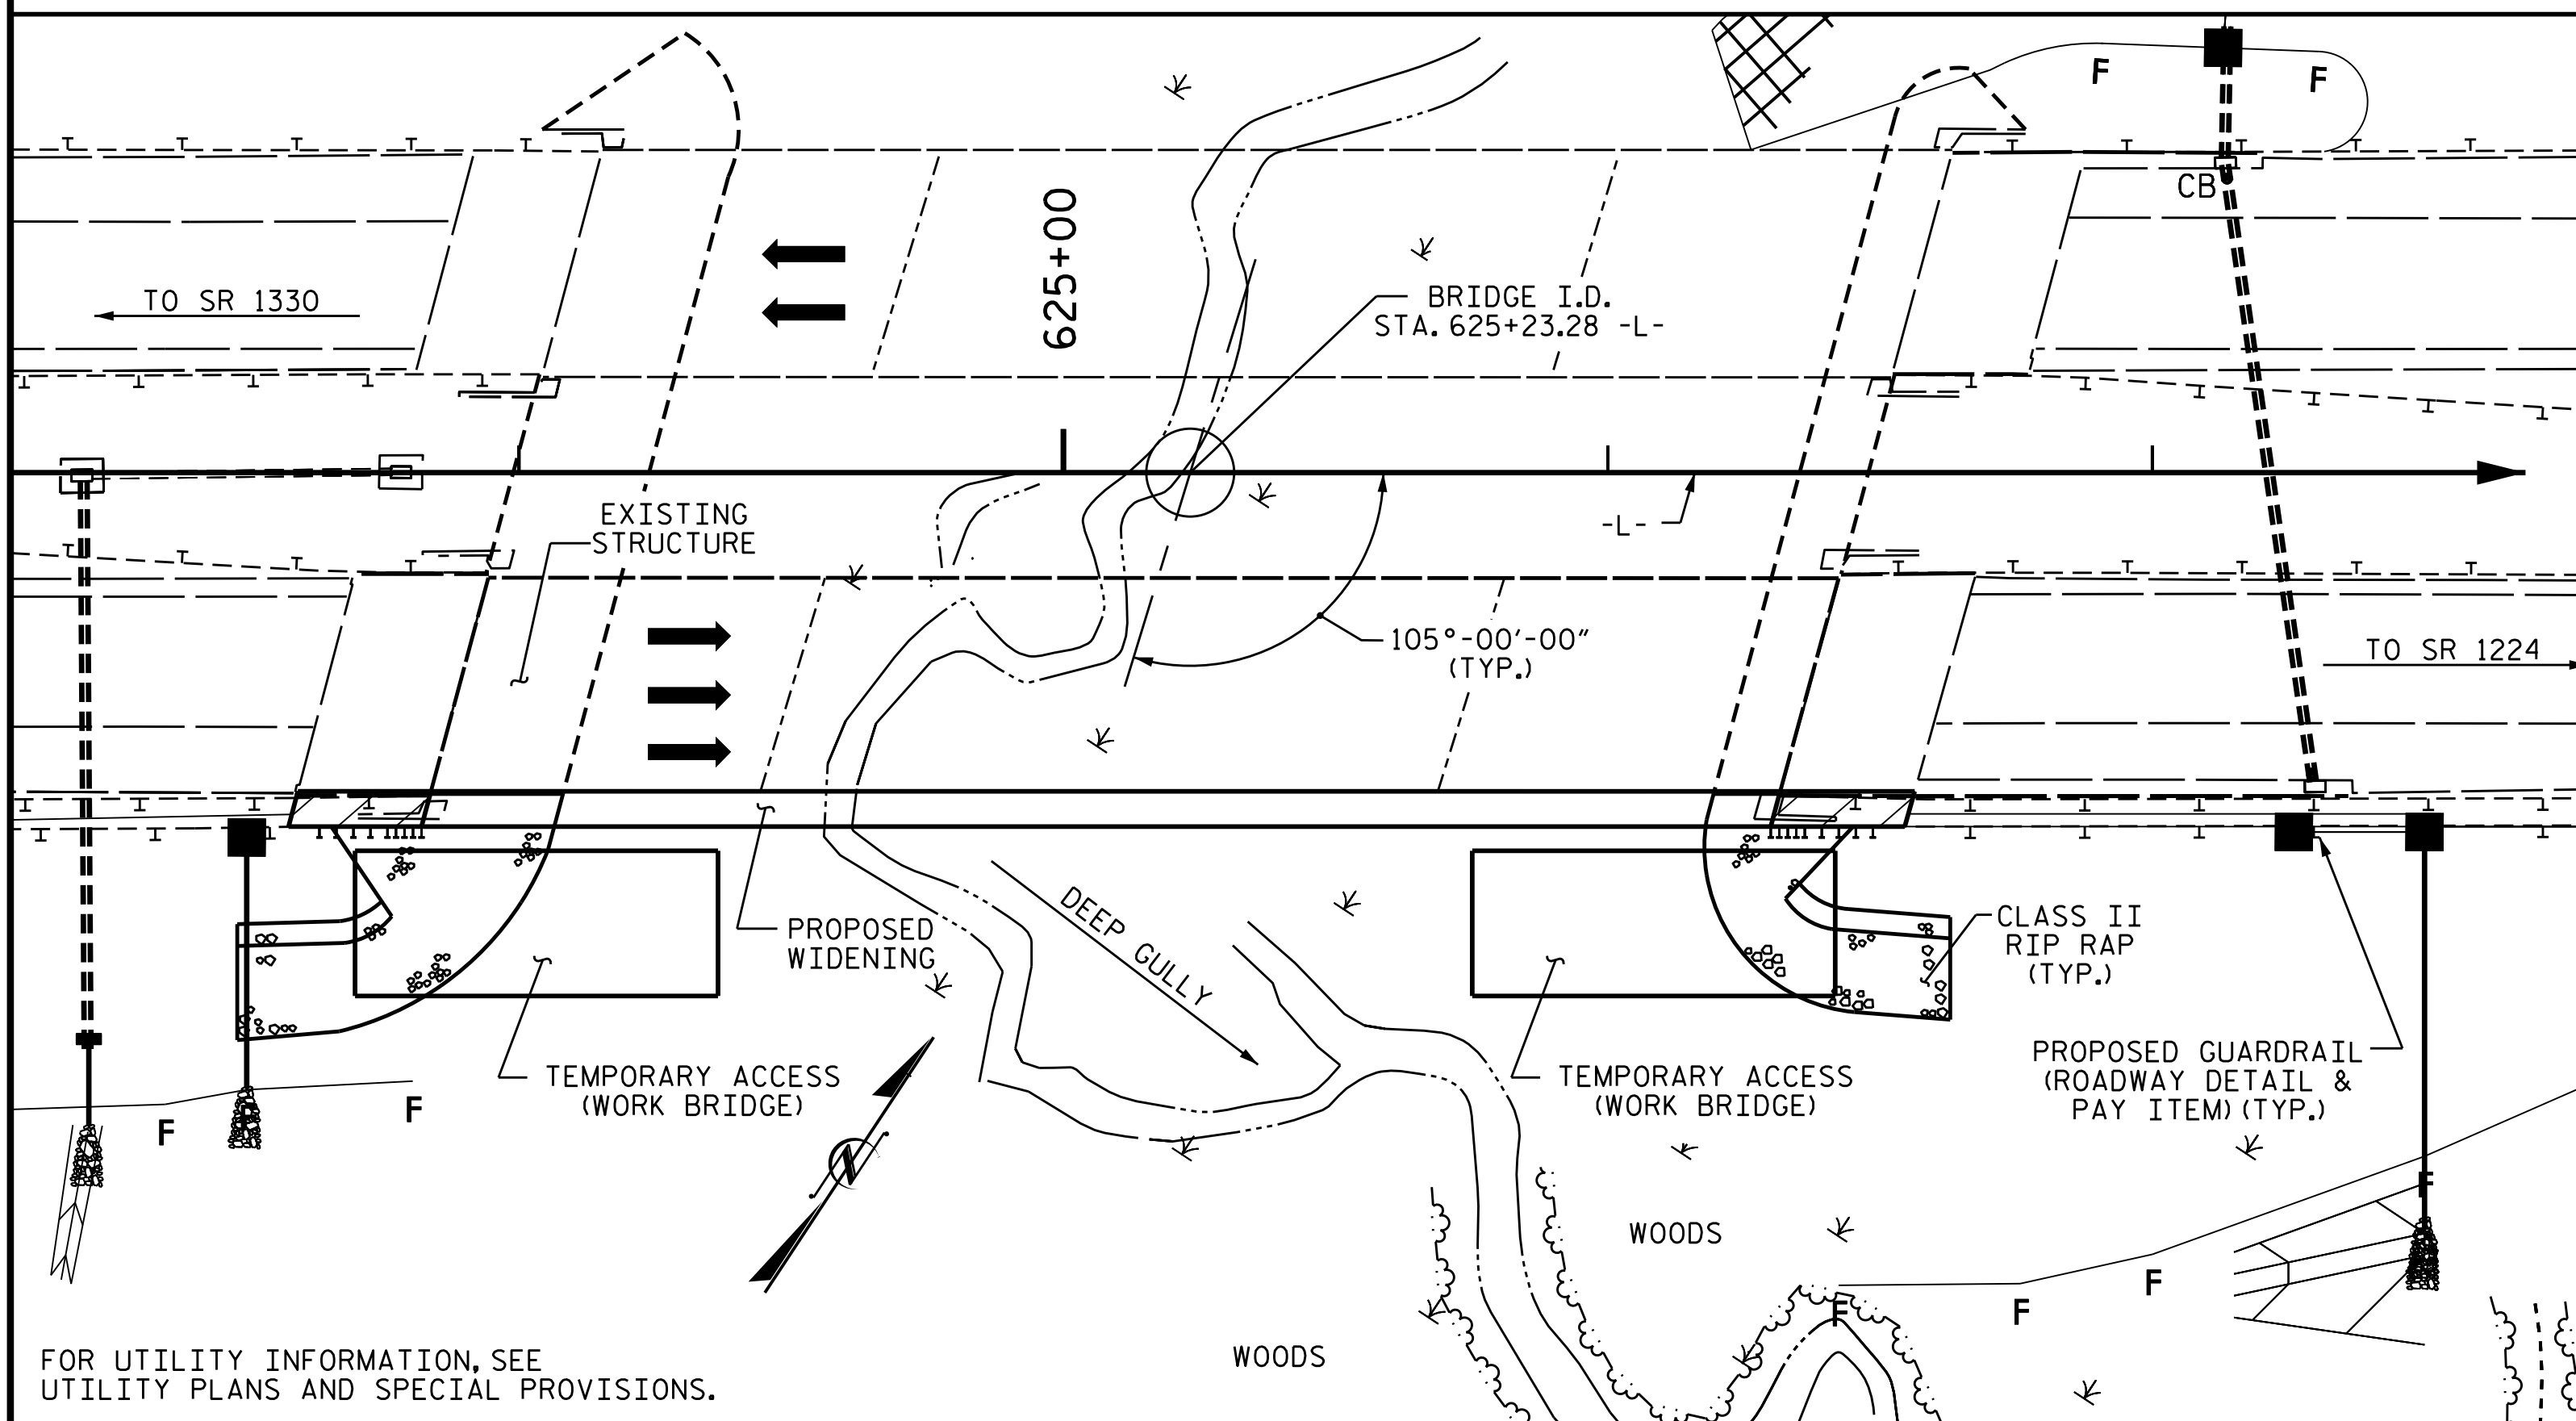 F
F
CB
625+00
TO SR 1330
BRIDGE I.D.
STA. 625+23.28 -L-
EXISTING
STRUCTURE
-L-
105°-00'-00"
(TYP.)
TO SR 1224
PROPOSED
WIDENING
DEEP GULLY
CLASS II
RIP RAP
(TYP.)
TEMPORARY ACCESS
(WORK BRIDGE)
TEMPORARY ACCESS
(WORK BRIDGE)
PROPOSED GUARDRAIL
(ROADWAY DETAIL &
PAY ITEM) (TYP.)
F
F
F
N
F
WOODS
F
F
F
WOODS
FOR UTILITY INFORMATION, SEE
UTILITY PLANS AND SPECIAL PROVISIONS.